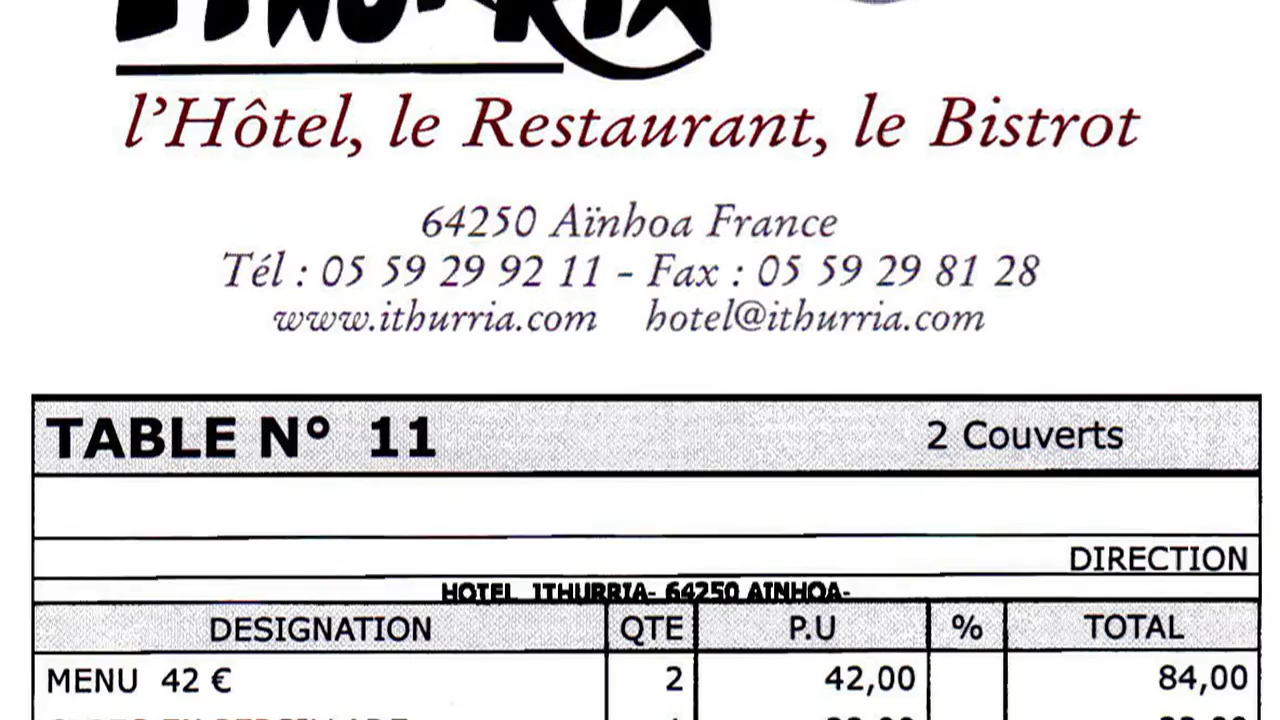 ITHURRIA
l'Hôtel, le Restaurant, le Bistrot
64250 Aïnhoa France
Tél : 05 59 29 92 11 - Fax : 05 59 29 81 28
www.ithurria.com hotel@ithurria.com
TABLE N° 11 2 Couverts
DIRECTION
HOTEL ITHURRIA- 64250 AINHOA-
DESIGNATION QTE P.U % TOTAL
MENU 42 € 2 42,00 84,00